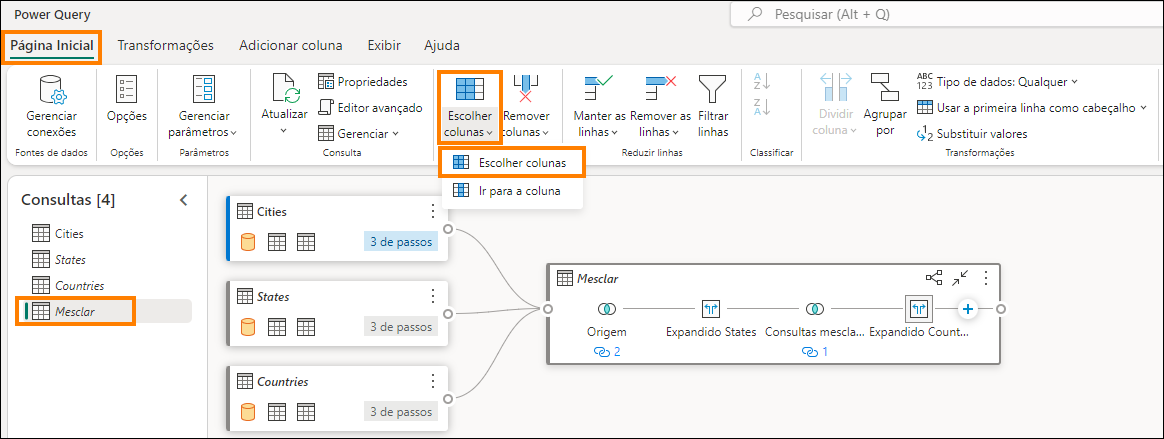 Power Query
Pesquisar (Alt + Q)
Página Inicial
Transformações
Adicionar coluna
Exibir
Ajuda
Gerenciar
conexões
Fontes de dados
Opções
Opções
Gerenciar
parâmetros
Parâmetros
Atualizar
Propriedades
Editor avançado
Gerenciar
Consulta
Escolher
colunas
Remover
colunas
Escolher colunas
Ir para a coluna
Manter as
linhas
Remover as
linhas
Filtrar
linhas
Reduzir linhas
A
Z
Z
A
Classificar
Dividir
coluna
Agrupar
por
ABC
123
Tipo de dados: Qualquer
Usar a primeira linha como cabeçalho
1
2
Substituir valores
Transformações
Consultas [4]
Cities
States
Countries
Mesclar
Cities
3 de passos
States
3 de passos
Countries
3 de passos
Mesclar
Origem
2
Expandido States
Consultas mescla...
1
Expandido Count...